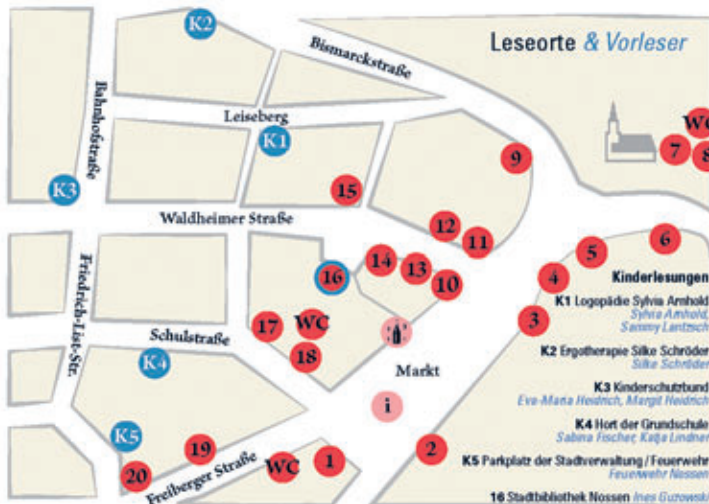 Leseorte & Vorleser
K2
Bismarckstraße
Bahnhofstraße
Leiseberg
K1
WC
7
8
9
K3
15
Waldheimer Straße
12
11
6
5
4
3
14
13
10
16
Friedrich-List-Str.
17
WC
18
Schulstraße
K4
Markt
i
K5
19
20
Freiberger Straße
WC
1
2
Kinderlesungen
K1 Logopädie Sylvia Arnhold
Sylvia Arnhold,
Sammy Lantzsch
K2 Ergotherapie Silke Schröder
Silke Schröder
K3 Kinderschutzbund
Eva-Maria Heidrich, Margit Heidrich
K4 Hort der Grundschule
Sabina Fischer, Katja Lindner
K5 Parkplatz der Stadtverwaltung / Feuerwehr
Feuerwehr Nossen
16 Stadtbibliothek Nossen Ines Guzowski